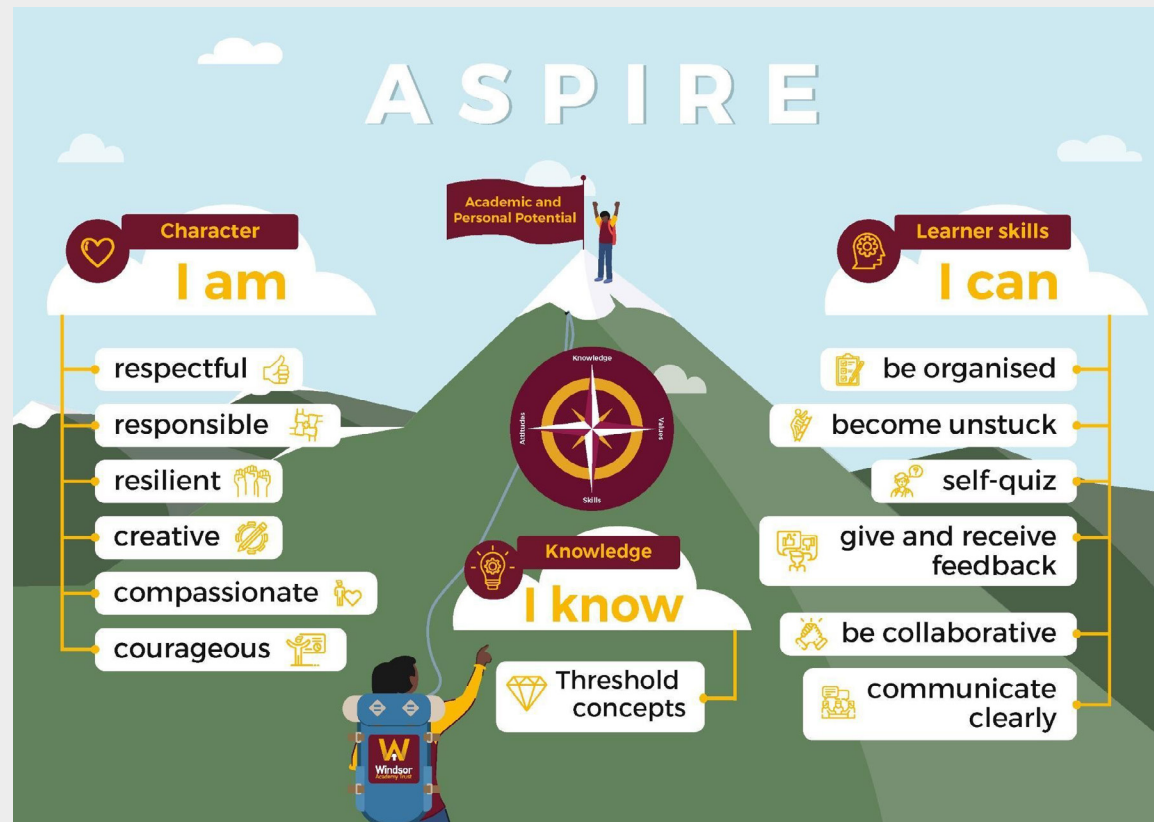 ASPIRE
Academic and
Personal Potential
Character
I am
respectful
responsible
resilient
creative
compassionate
courageous
Knowledge
Attitudes
Values
Skills
Knowledge
I know
Threshold
concepts
Learner skills
I can
be organised
become unstuck
self-quiz
give and receive
feedback
be collaborative
communicate
clearly
W
Windsor
Academy Trust